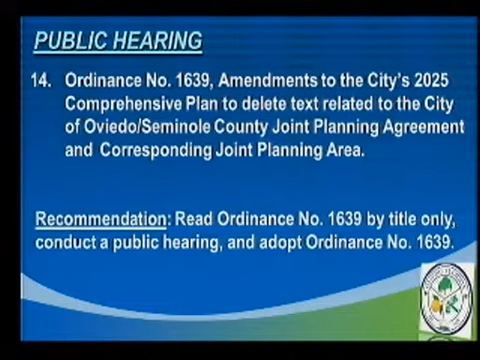 PUBLIC HEARING
14. Ordinance No. 1639, Amendments to the City's 2025
Comprehensive Plan to delete text related to the City
of Oviedo/Seminole County Joint Planning Agreement
and Corresponding Joint Planning Area.
Recommendation: Read Ordinance No. 1639 by title only,
conduct a public hearing, and adopt Ordinance No. 1639.